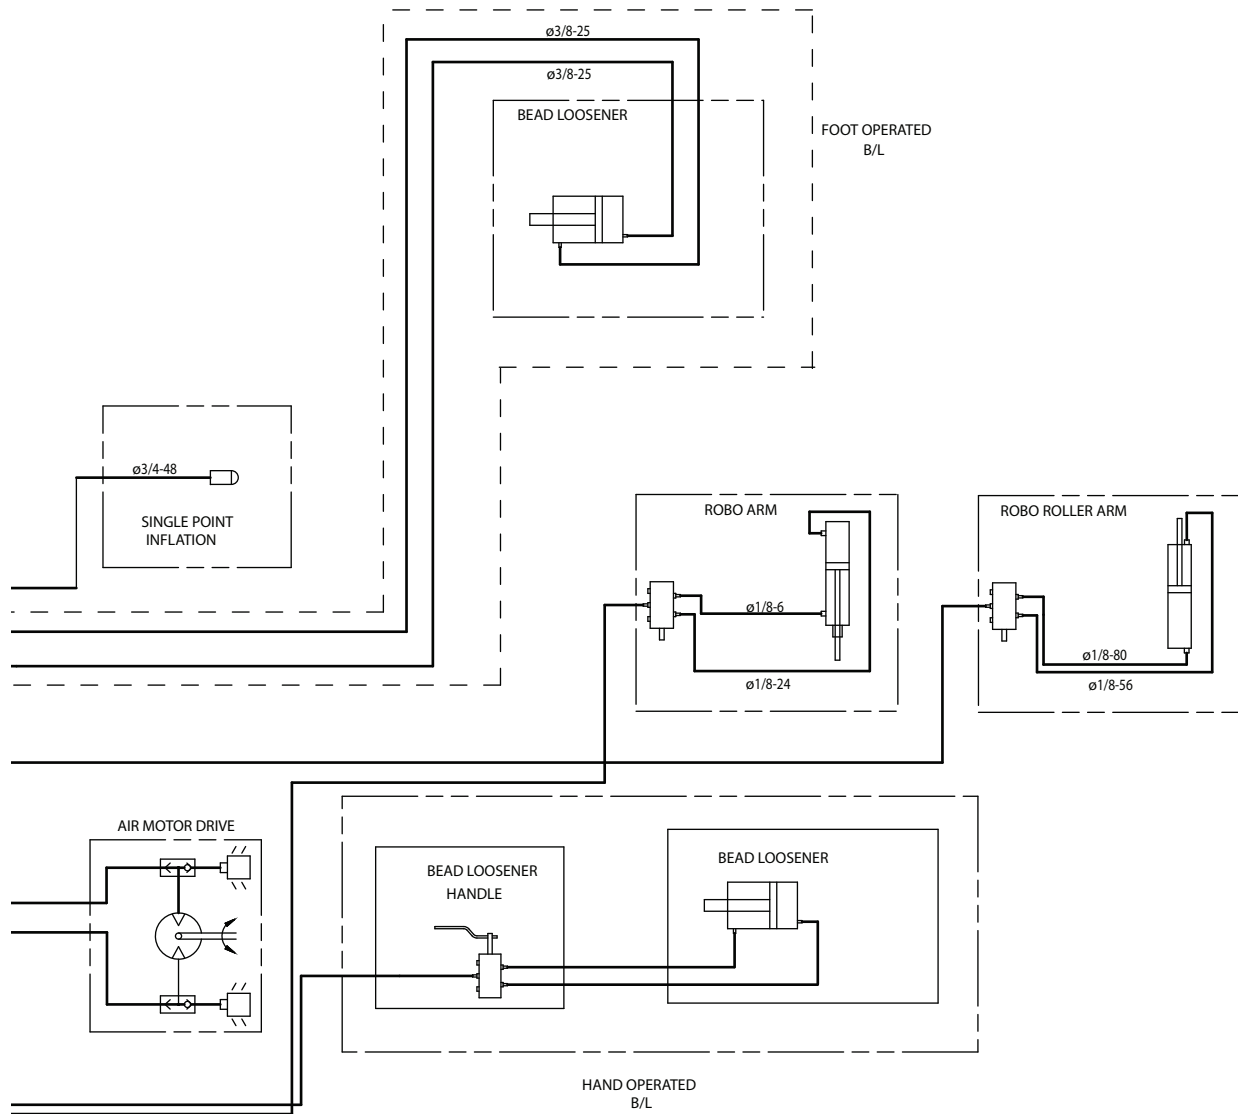 ø3/8-25
ø3/8-25
BEAD LOOSENER
FOOT OPERATED
B/L
ø3/4-48
SINGLE POINT
INFLATION
ROBO ARM
ø1/8-6
ø1/8-24
ROBO ROLLER ARM
ø1/8-80
ø1/8-56
AIR MOTOR DRIVE
BEAD LOOSENER
HANDLE
BEAD LOOSENER
HAND OPERATED
B/L